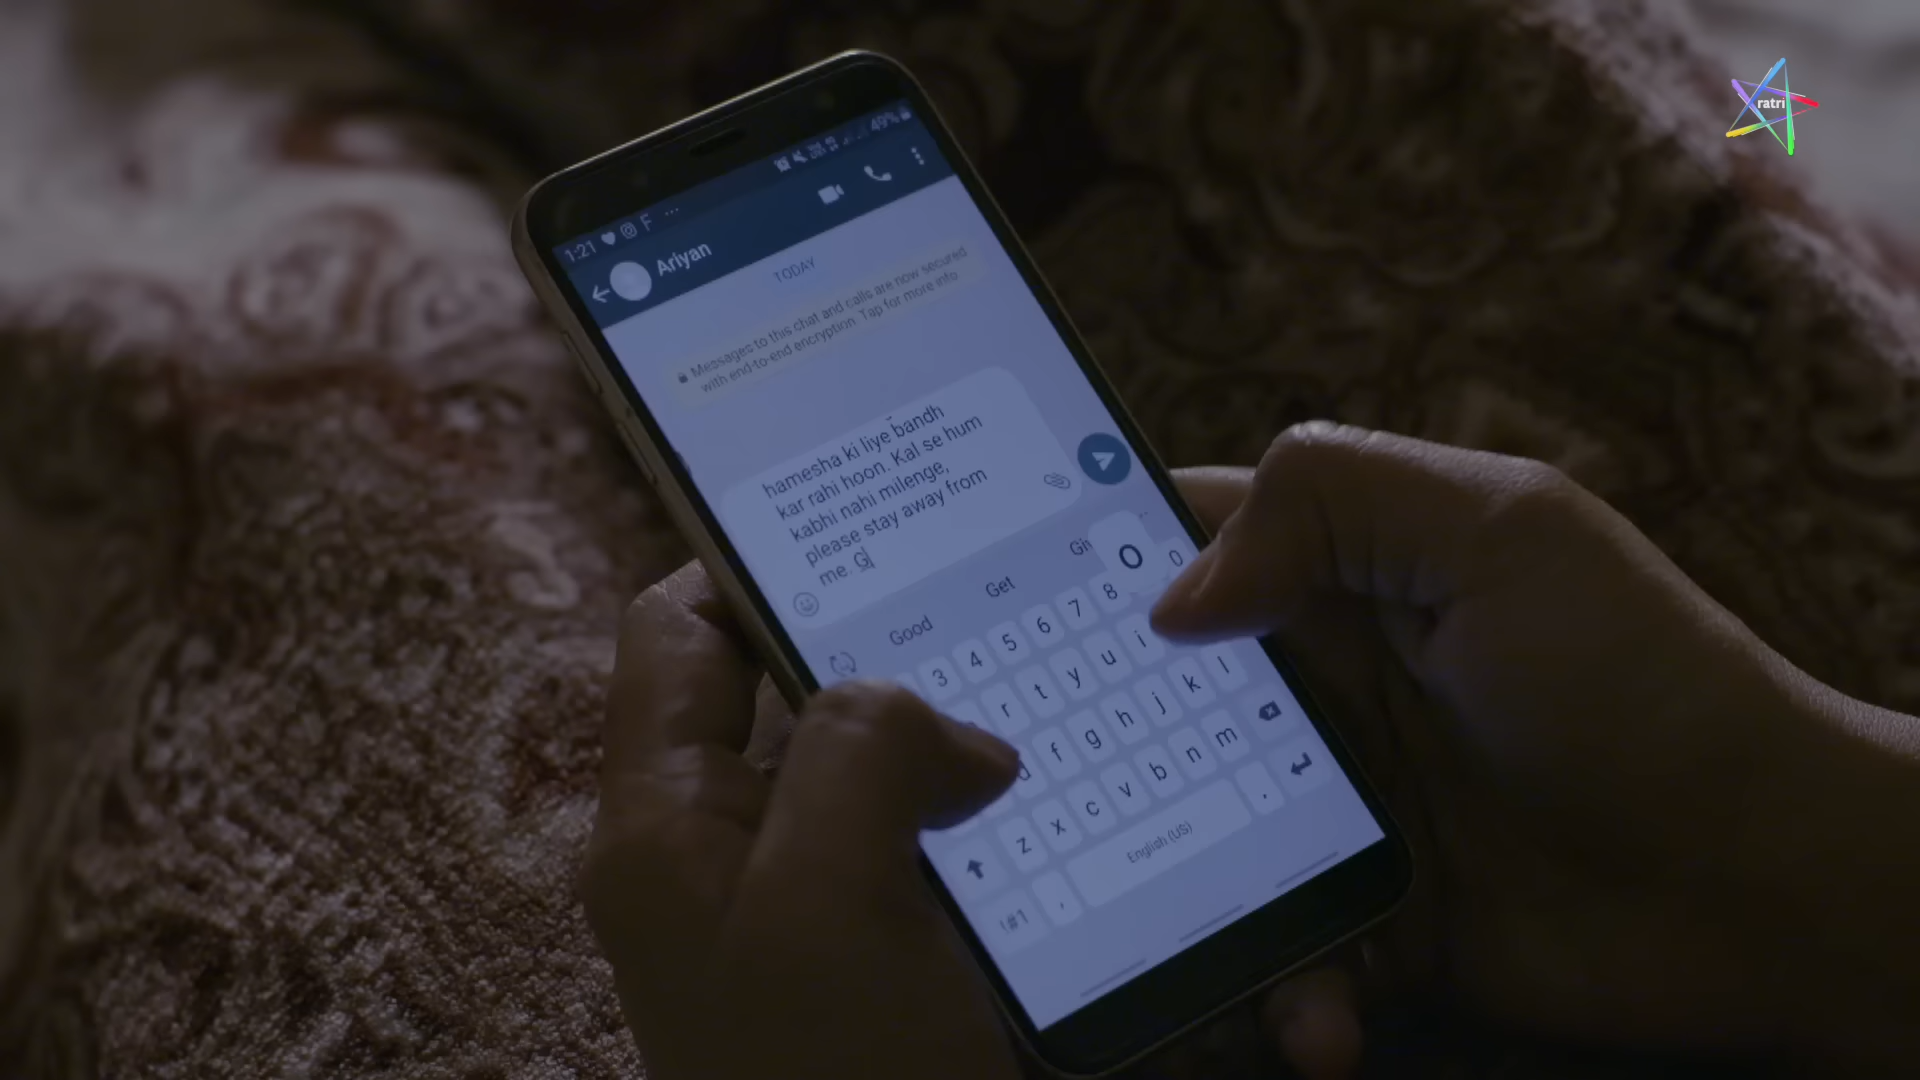 ratri
1:21 F ... 49%
Ariyan
TODAY
Messages to this chat and calls are now secured
with end-to-end encryption. Tap for more info
hamesha ki liye bandh
kar rahi hoon. Kal se hum
kabhi nahi milenge,
please stay away from
me. G
Good Get
O
3 4 5 6 7 8 0
r t y u i
d f g h j k l
z x c v b n m
!#1 , English (US) .